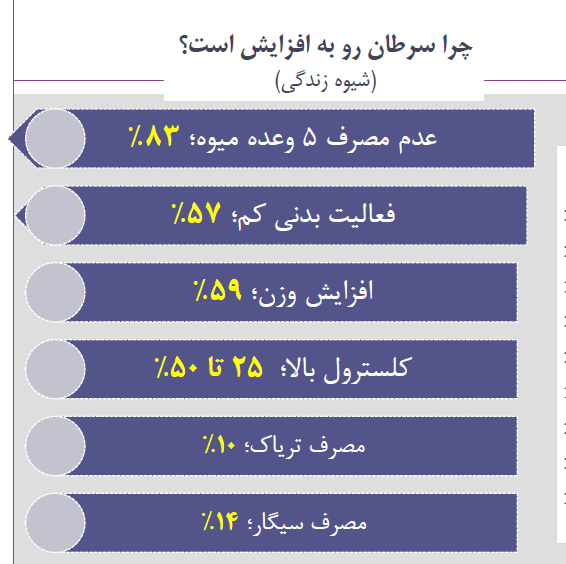 چرا سرطان رو به افزایش است؟
(شیوه زندگی)
عدم مصرف ۵ وعده میوه؛ ۸۳٪
فعالیت بدنی کم؛ ۵۷٪
افزایش وزن؛ ۵۹٪
کلسترول بالا؛ ۲۵ تا ۵۰٪
مصرف تریاک؛ ۱۰٪
مصرف سیگار؛ ۱۴٪